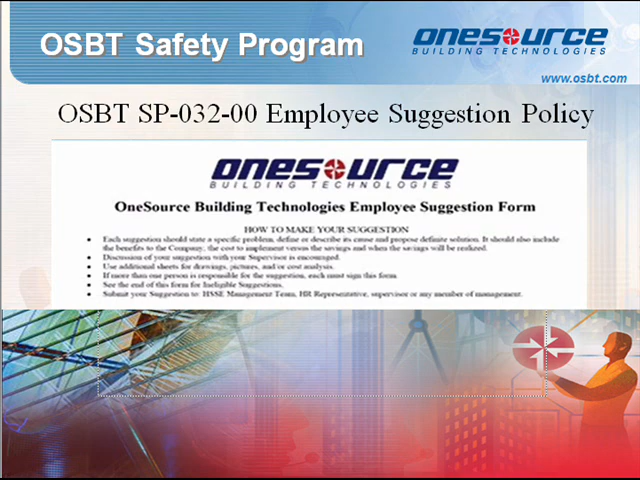 OSBT Safety Program
onesource
BUILDING TECHNOLOGIES
www.osbt.com
OSBT SP-032-00 Employee Suggestion Policy
onesource
BUILDING TECHNOLOGIES
OneSource Building Technologies Employee Suggestion Form
HOW TO MAKE YOUR SUGGESTION
• Each suggestion should state a specific problem, define or describe its cause and propose definite solution. It should also include
the benefits to the Company, the cost to implement versus the savings and when the savings will be realized.
• Discussion of your suggestion with your Supervisor is encouraged.
• Use additional sheets for drawings, pictures, and/or cost analysis.
• If more than one person is responsible for the suggestion, each must sign this form
• See the end of this form for Ineligible Suggestions.
• Submit your Suggestion to: HSSE Management Team, HR Representative, supervisor or any member of management.